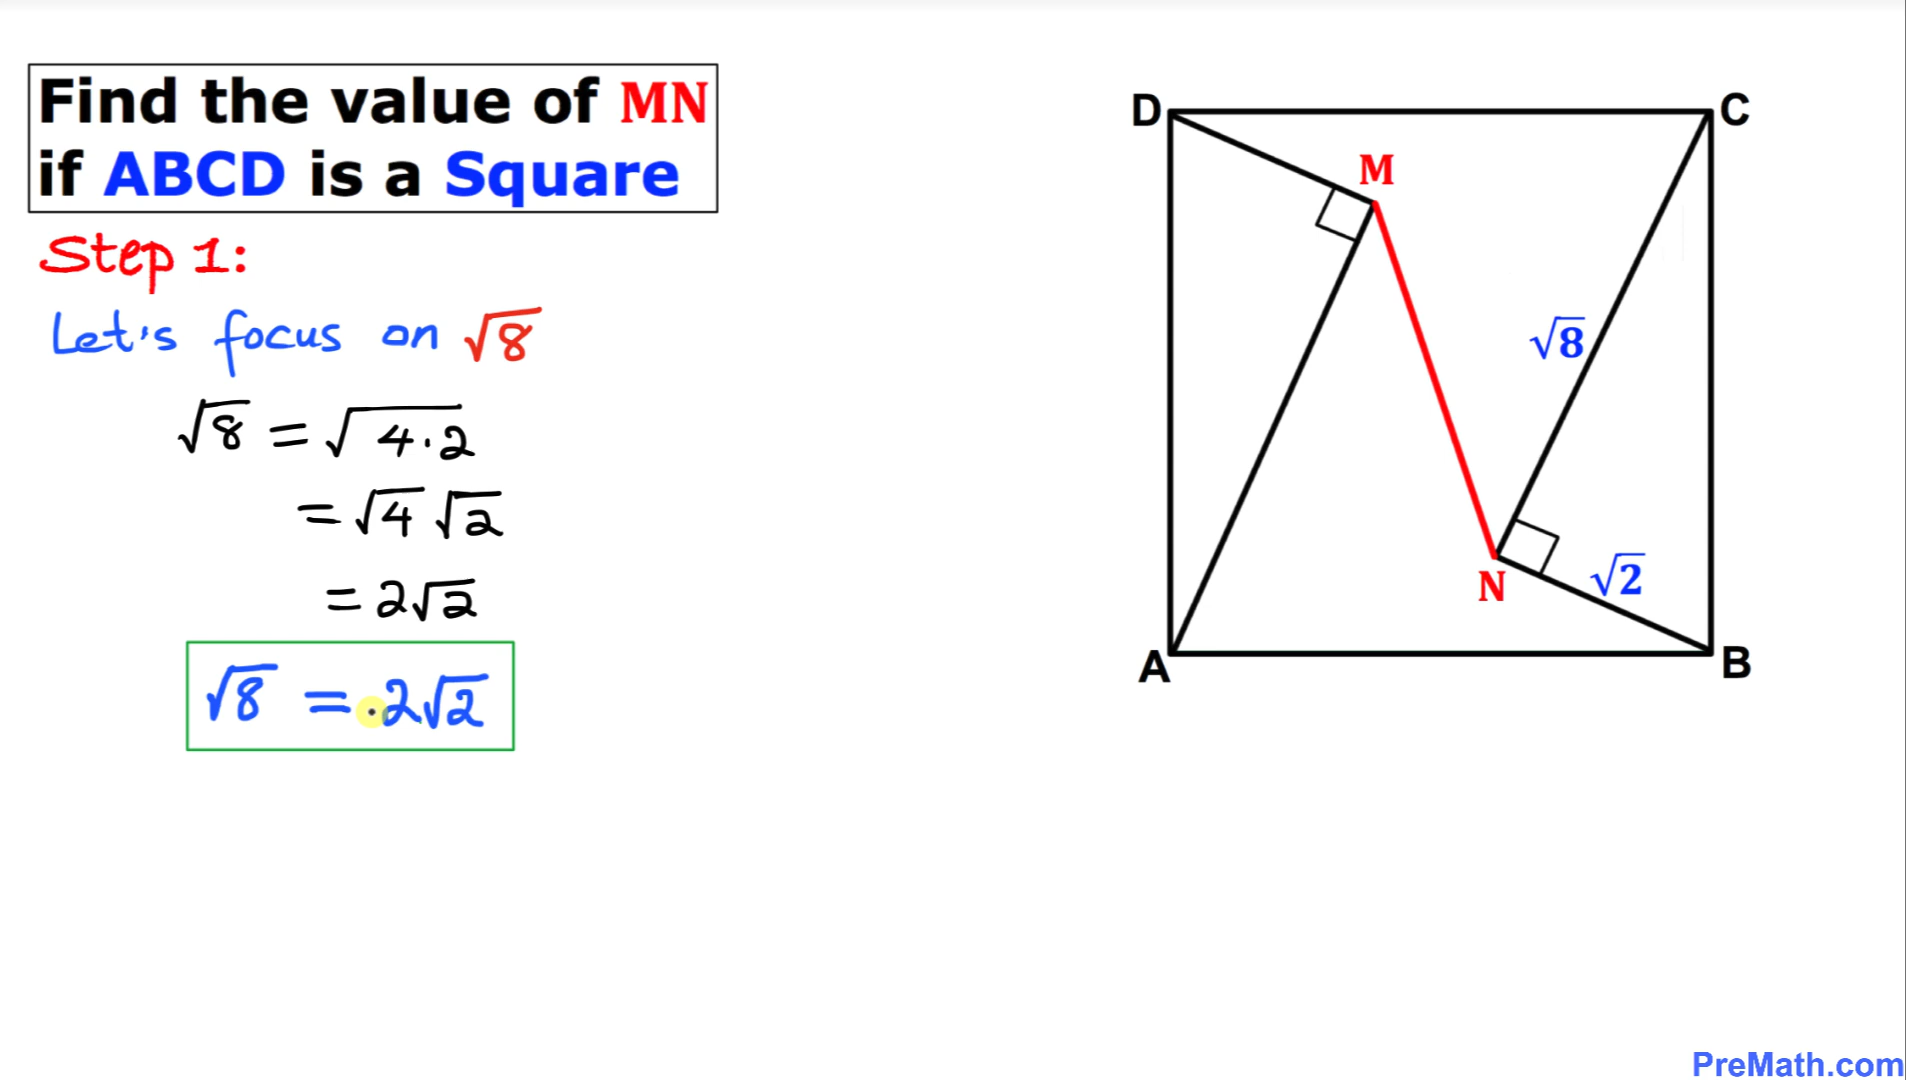 Find the value of MN
if ABCD is a Square
Step 1:
Let's focus on √8
√8 = √4·2
= √4 √2
= 2√2
√8 = 2√2
D
C
M
√8
√2
N
A
B
PreMath.com